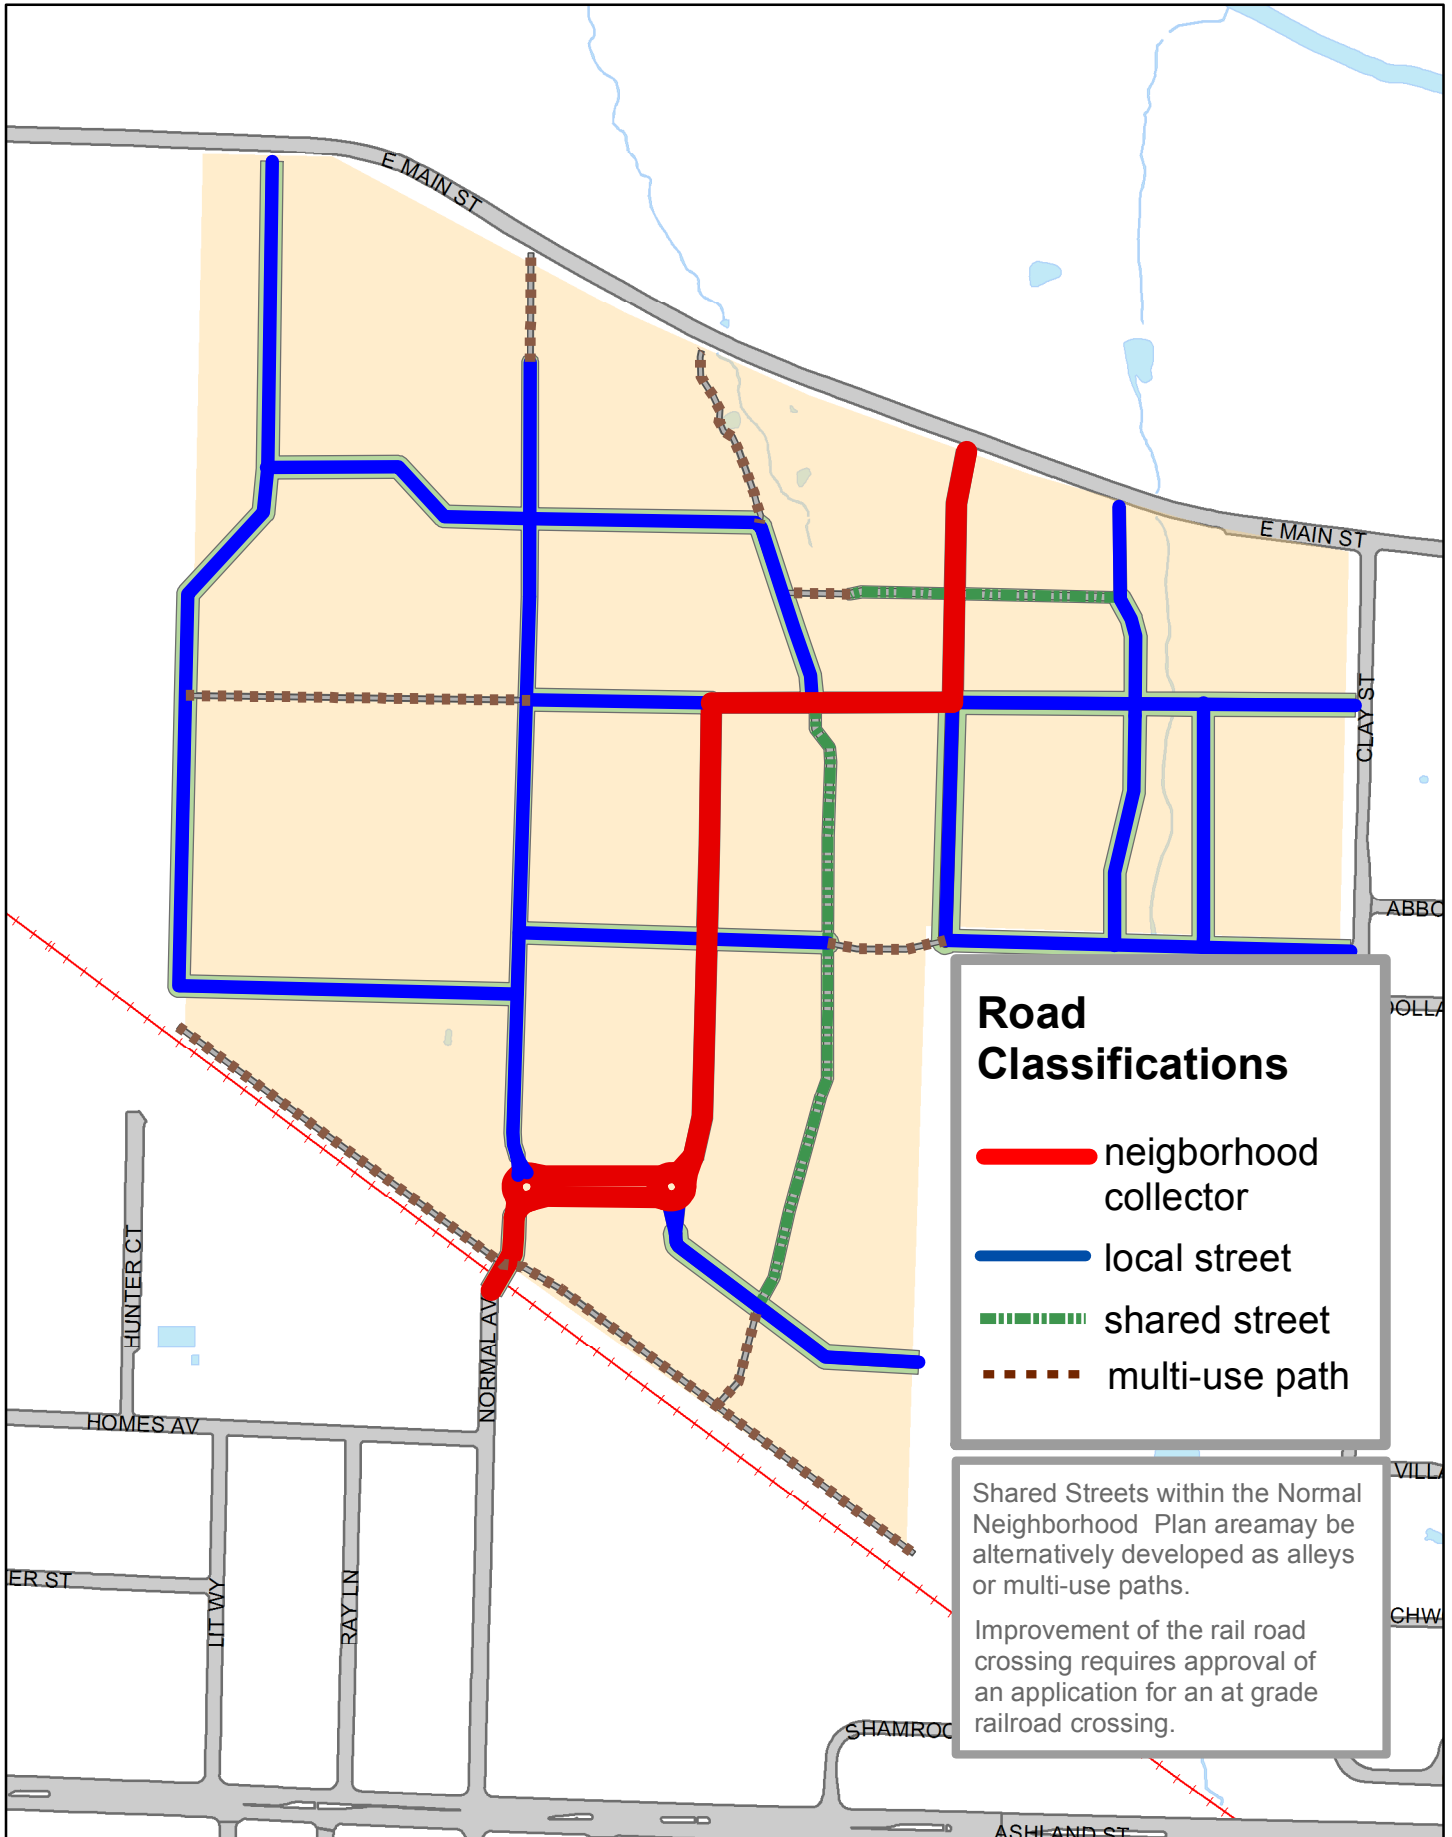 E MAIN ST
E MAIN ST
CLAY ST
ABBO
DOLLA
Road
Classifications
neigborhood
collector
local street
shared street
multi-use path
HUNTER CT
NORMAL AV
HOMES AV
VILLA
Shared Streets within the Normal
Neighborhood Plan areamay be
alternatively developed as alleys
or multi-use paths.
ER ST
LIT WY
RAY LN
CHW
Improvement of the rail road
crossing requires approval of
an application for an at grade
railroad crossing.
SHAMROC
ASHLAND ST